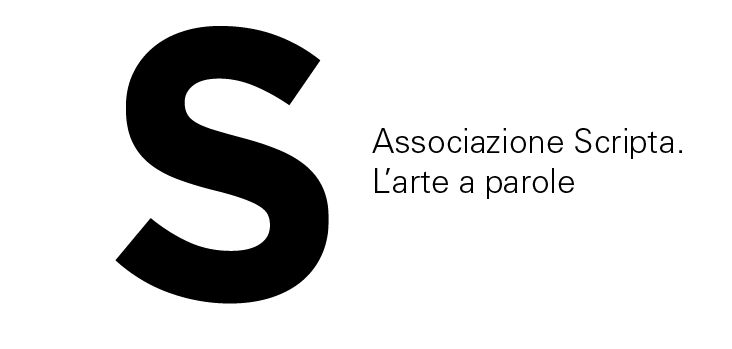 S
Associazione Scripta.
L’arte a parole